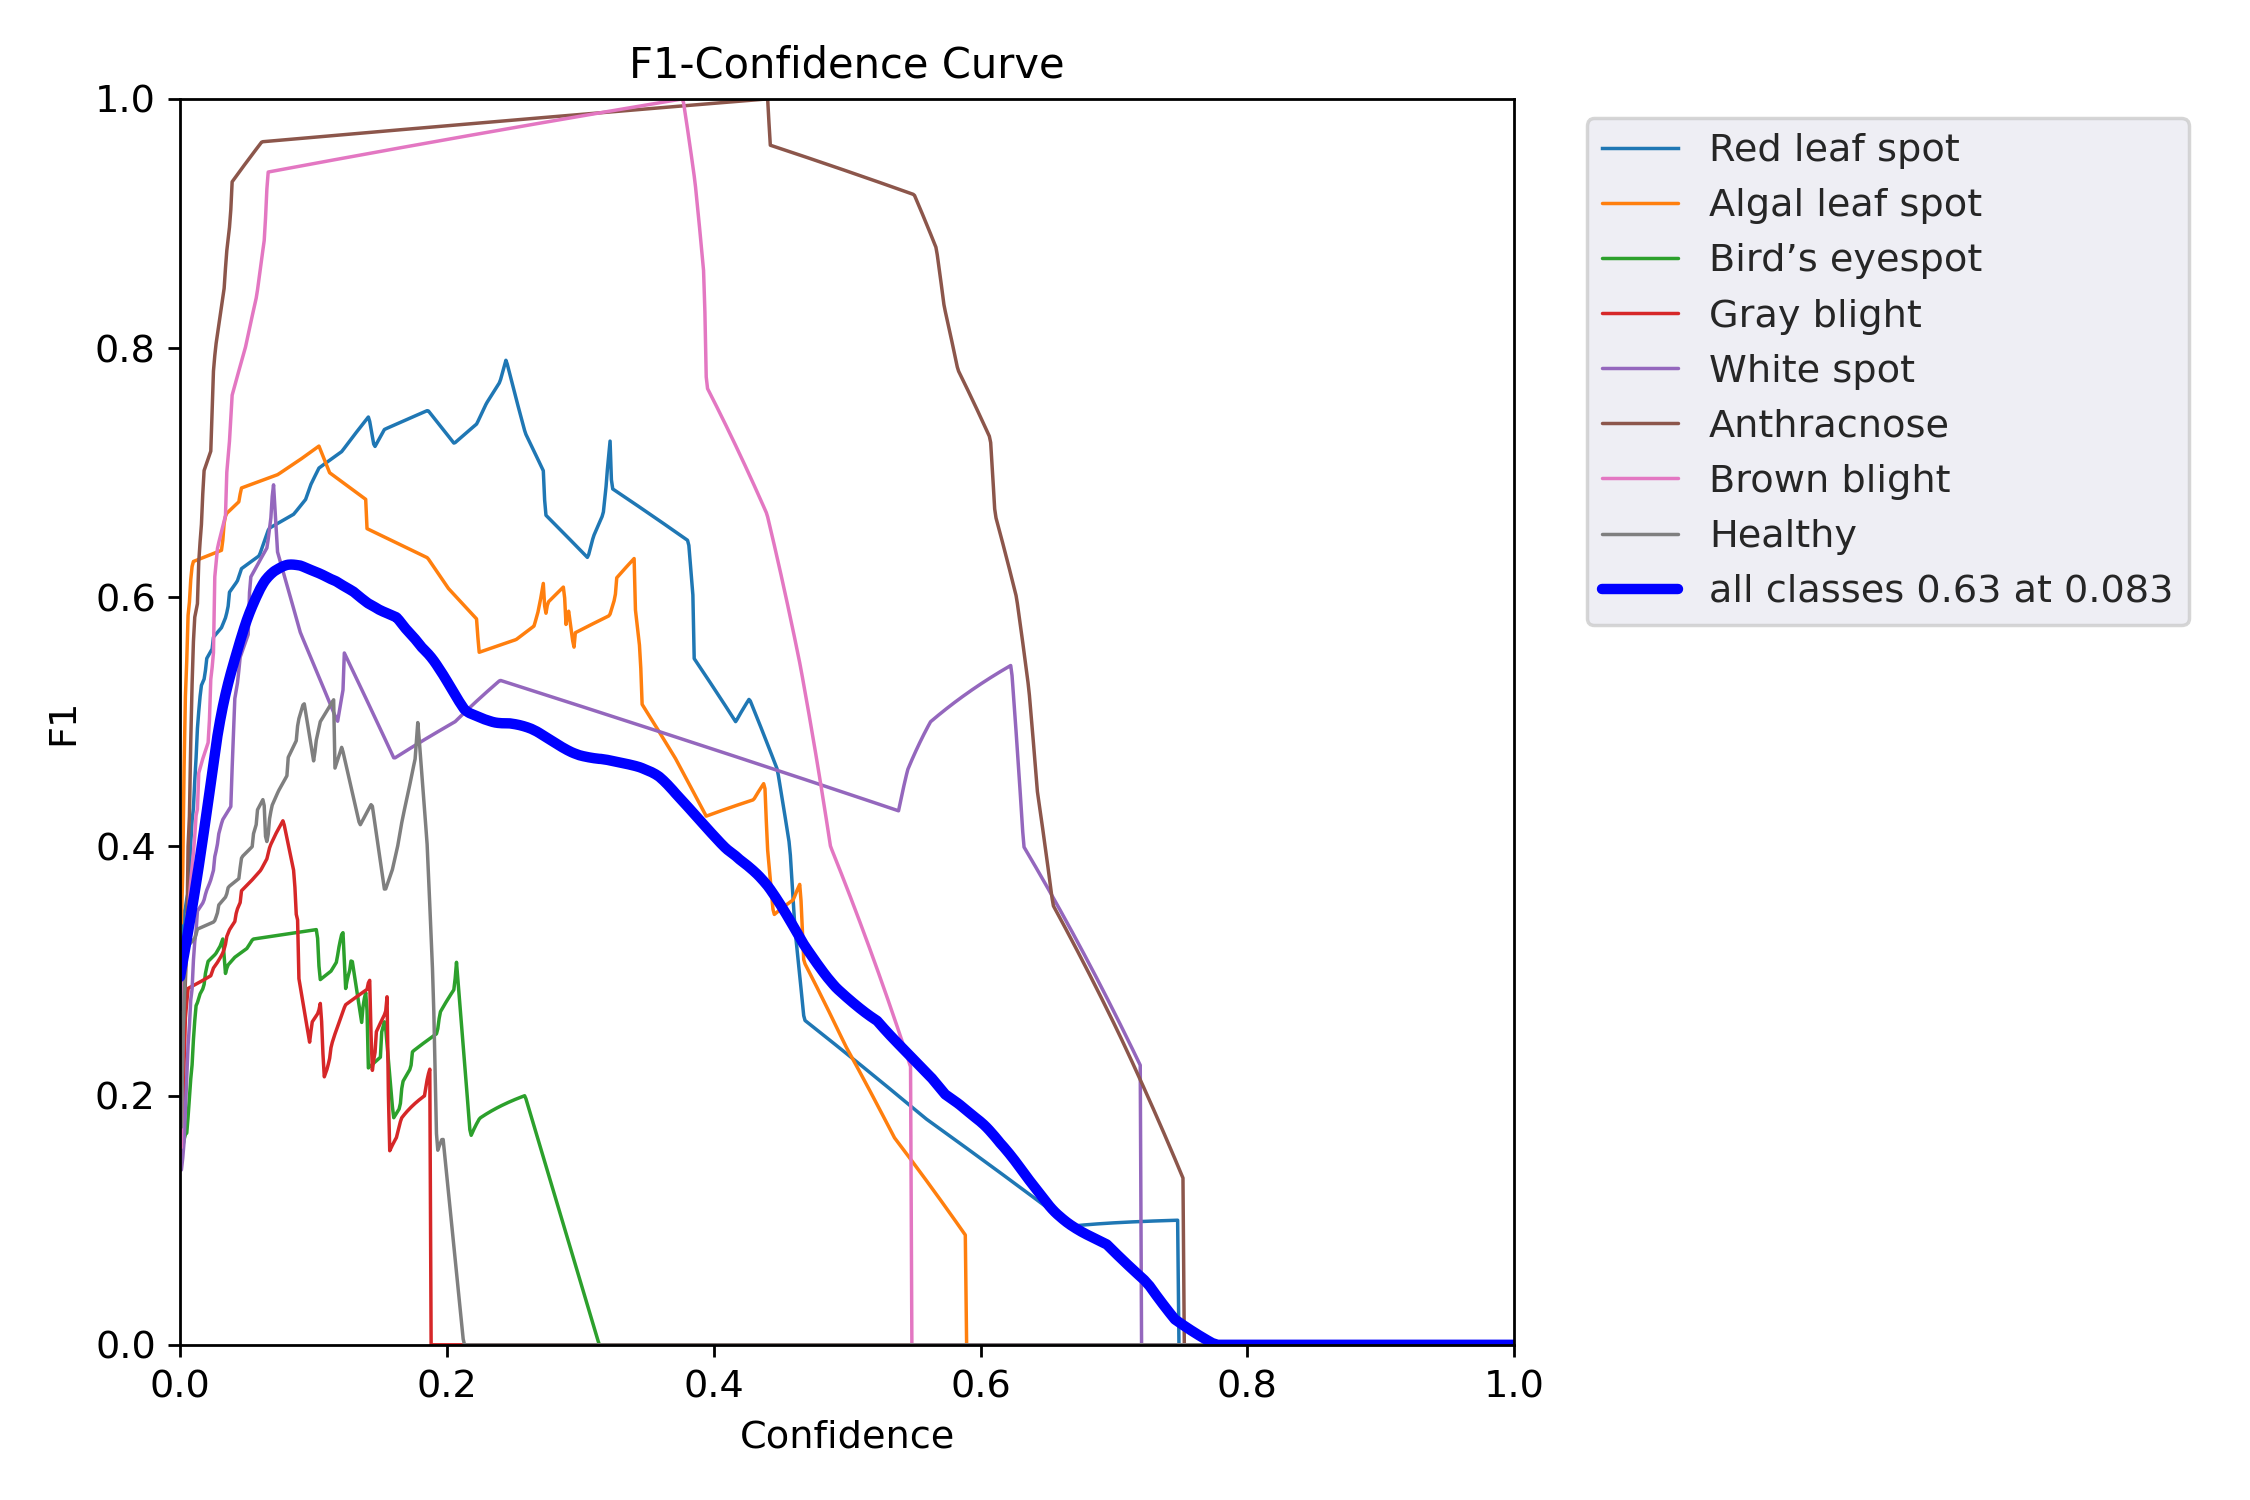 F1-Confidence Curve
1.0
0.8
0.6
0.4
0.2
0.0
F1
0.0 0.2 0.4 0.6 0.8 1.0
Confidence
Red leaf spot
Algal leaf spot
Bird’s eyespot
Gray blight
White spot
Anthracnose
Brown blight
Healthy
all classes 0.63 at 0.083